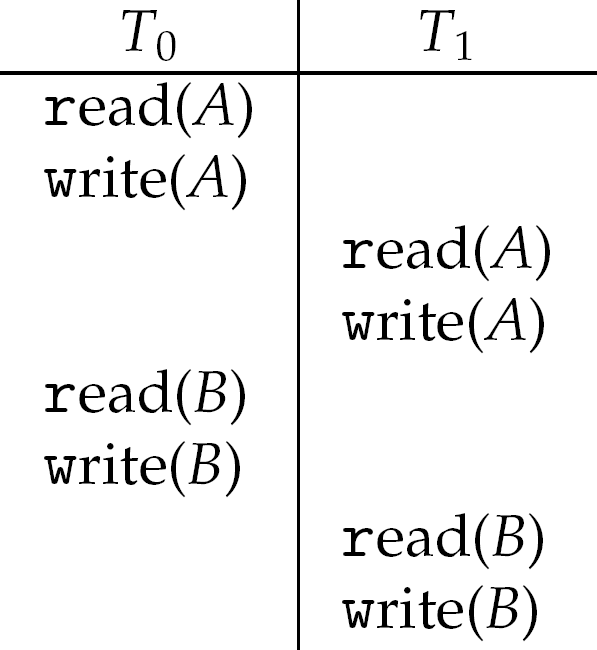 T₀ T₁
read(A)
write(A)
read(A)
write(A)
read(B)
write(B)
read(B)
write(B)